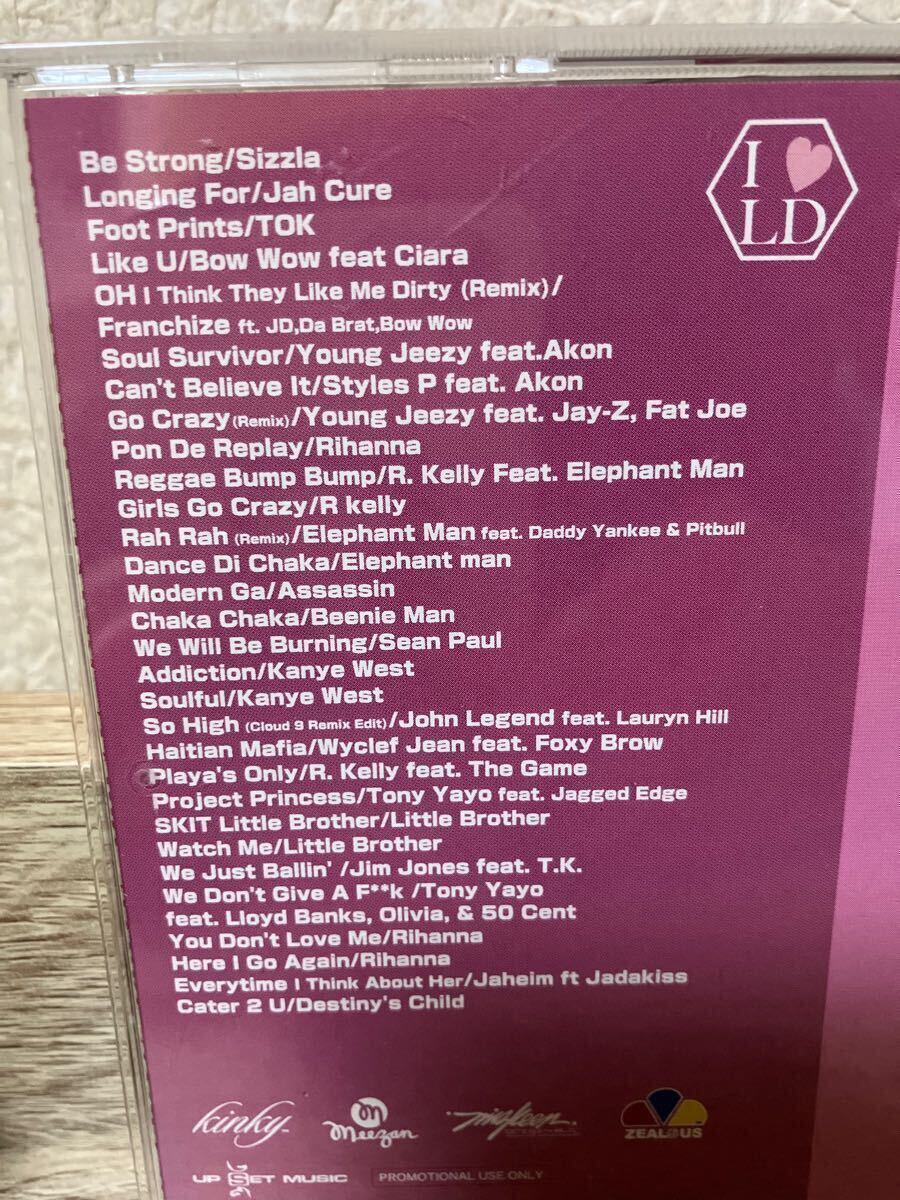 I ♥
LD
Be Strong/Sizzla
Longing For/Jah Cure
Foot Prints/TOK
Like U/Bow Wow feat Ciara
OH I Think They Like Me Dirty (Remix)/
Franchize ft. JD,Da Brat,Bow Wow
Soul Survivor/Young Jeezy feat.Akon
Can't Believe It/Styles P feat. Akon
Go Crazy(Remix)/Young Jeezy feat. Jay-Z, Fat Joe
Pon De Replay/Rihanna
Reggae Bump Bump/R. Kelly Feat. Elephant Man
Girls Go Crazy/R kelly
Rah Rah (Remix)/Elephant Man feat. Daddy Yankee & Pitbull
Dance Di Chaka/Elephant man
Modern Ga/Assassin
Chaka Chaka/Beenie Man
We Will Be Burning/Sean Paul
Addiction/Kanye West
Soulful/Kanye West
So High (Cloud 9 Remix Edit)/John Legend feat. Lauryn Hill
Haitian Mafia/Wyclef Jean feat. Foxy Brow
Playa's Only/R. Kelly feat. The Game
Project Princess/Tony Yayo feat. Jagged Edge
SKIT Little Brother/Little Brother
Watch Me/Little Brother
We Just Ballin' /Jim Jones feat. T.K.
We Don't Give A F**k /Tony Yayo
feat. Lloyd Banks, Olivia, & 50 Cent
You Don't Love Me/Rihanna
Here I Go Again/Rihanna
Everytime I Think About Her/Jaheim ft Jadakiss
Cater 2 U/Destiny's Child
kinky Meezan ZEALOUS
UP SET MUSIC PROMOTIONAL USE ONLY